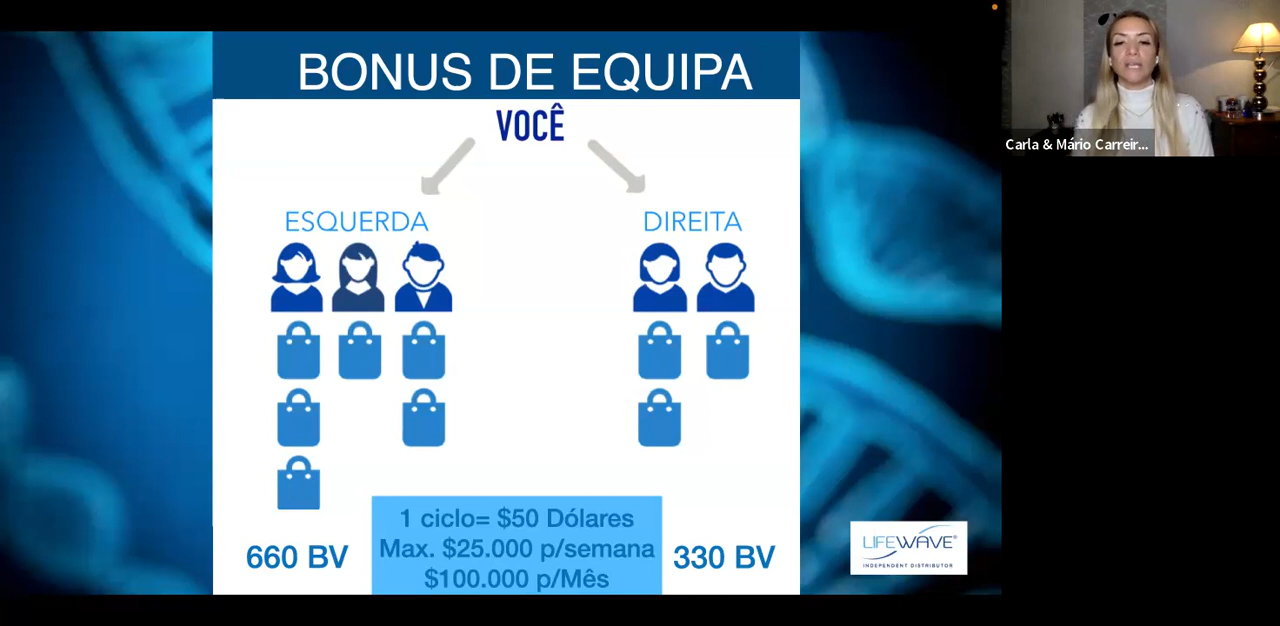 BONUS DE EQUIPA
VOCÊ
ESQUERDA
DIREITA
1 ciclo= $50 Dólares
Max. $25.000 p/semana
$100.000 p/Mês
660 BV
330 BV
LIFEWAVE®
INDEPENDENT DISTRIBUTOR
Carla & Mário Carreir...